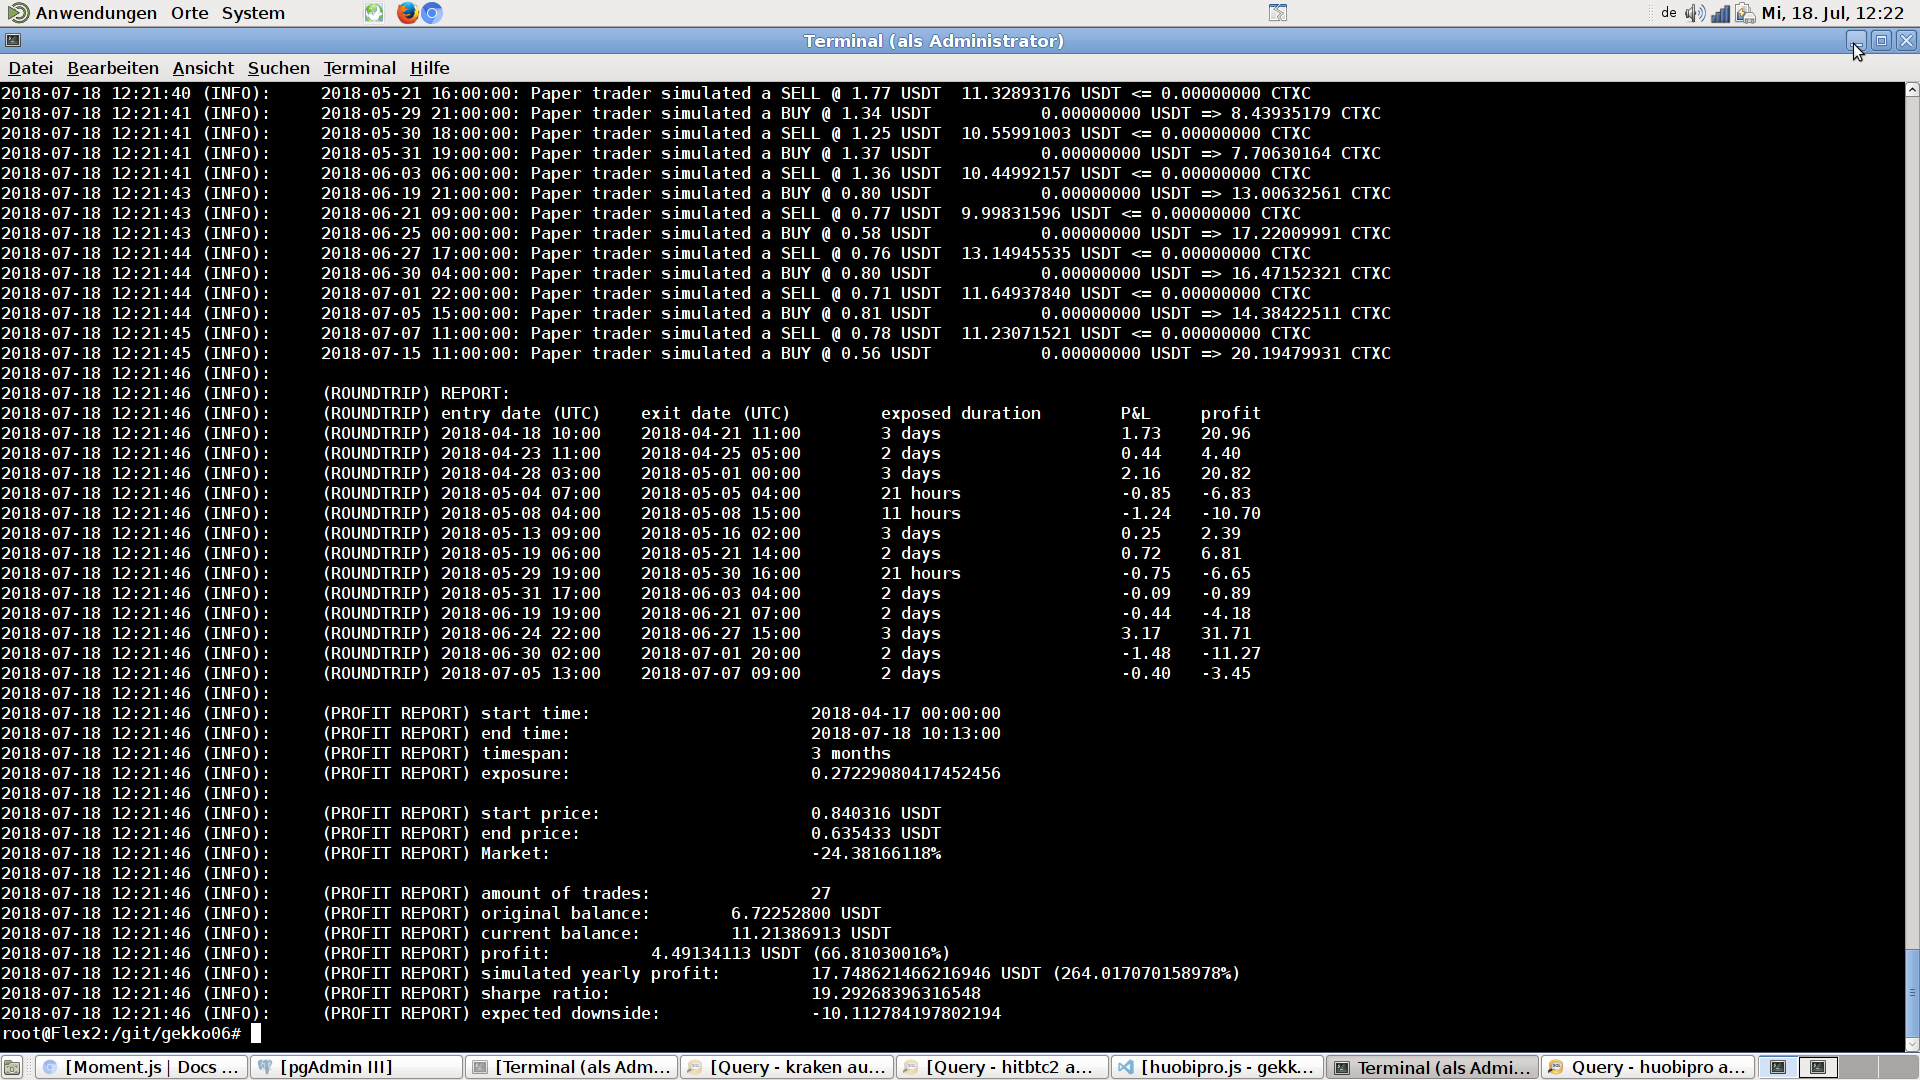 Anwendungen Orte System de Mi, 18. Jul, 12:22
Terminal (als Administrator)
Datei Bearbeiten Ansicht Suchen Terminal Hilfe
2018-07-18 12:21:40 (INFO): 2018-05-21 16:00:00: Paper trader simulated a SELL @ 1.77 USDT 11.32893176 USDT <= 0.00000000 CTXC
2018-07-18 12:21:41 (INFO): 2018-05-29 21:00:00: Paper trader simulated a BUY @ 1.34 USDT 0.00000000 USDT => 8.43935179 CTXC
2018-07-18 12:21:41 (INFO): 2018-05-30 18:00:00: Paper trader simulated a SELL @ 1.25 USDT 10.55991003 USDT <= 0.00000000 CTXC
2018-07-18 12:21:41 (INFO): 2018-05-31 19:00:00: Paper trader simulated a BUY @ 1.37 USDT 0.00000000 USDT => 7.70630164 CTXC
2018-07-18 12:21:41 (INFO): 2018-06-03 06:00:00: Paper trader simulated a SELL @ 1.36 USDT 10.44992157 USDT <= 0.00000000 CTXC
2018-07-18 12:21:43 (INFO): 2018-06-19 21:00:00: Paper trader simulated a BUY @ 0.80 USDT 0.00000000 USDT => 13.00632561 CTXC
2018-07-18 12:21:43 (INFO): 2018-06-21 09:00:00: Paper trader simulated a SELL @ 0.77 USDT 9.99831596 USDT <= 0.00000000 CTXC
2018-07-18 12:21:43 (INFO): 2018-06-25 00:00:00: Paper trader simulated a BUY @ 0.58 USDT 0.00000000 USDT => 17.22009991 CTXC
2018-07-18 12:21:44 (INFO): 2018-06-27 17:00:00: Paper trader simulated a SELL @ 0.76 USDT 13.14945535 USDT <= 0.00000000 CTXC
2018-07-18 12:21:44 (INFO): 2018-06-30 04:00:00: Paper trader simulated a BUY @ 0.80 USDT 0.00000000 USDT => 16.47152321 CTXC
2018-07-18 12:21:44 (INFO): 2018-07-01 22:00:00: Paper trader simulated a SELL @ 0.71 USDT 11.64937840 USDT <= 0.00000000 CTXC
2018-07-18 12:21:44 (INFO): 2018-07-05 15:00:00: Paper trader simulated a BUY @ 0.81 USDT 0.00000000 USDT => 14.38422511 CTXC
2018-07-18 12:21:45 (INFO): 2018-07-07 11:00:00: Paper trader simulated a SELL @ 0.78 USDT 11.23071521 USDT <= 0.00000000 CTXC
2018-07-18 12:21:45 (INFO): 2018-07-15 11:00:00: Paper trader simulated a BUY @ 0.56 USDT 0.00000000 USDT => 20.19479931 CTXC
2018-07-18 12:21:46 (INFO):
2018-07-18 12:21:46 (INFO): (ROUNDTRIP) REPORT:
2018-07-18 12:21:46 (INFO): (ROUNDTRIP) entry date (UTC) exit date (UTC) exposed duration P&L profit
2018-07-18 12:21:46 (INFO): (ROUNDTRIP) 2018-04-18 10:00 2018-04-21 11:00 3 days 1.73 20.96
2018-07-18 12:21:46 (INFO): (ROUNDTRIP) 2018-04-23 11:00 2018-04-25 05:00 2 days 0.44 4.40
2018-07-18 12:21:46 (INFO): (ROUNDTRIP) 2018-04-28 03:00 2018-05-01 00:00 3 days 2.16 20.82
2018-07-18 12:21:46 (INFO): (ROUNDTRIP) 2018-05-04 07:00 2018-05-05 04:00 21 hours -0.85 -6.83
2018-07-18 12:21:46 (INFO): (ROUNDTRIP) 2018-05-08 04:00 2018-05-08 15:00 11 hours -1.24 -10.70
2018-07-18 12:21:46 (INFO): (ROUNDTRIP) 2018-05-13 09:00 2018-05-16 02:00 3 days 0.25 2.39
2018-07-18 12:21:46 (INFO): (ROUNDTRIP) 2018-05-19 06:00 2018-05-21 14:00 2 days 0.72 6.81
2018-07-18 12:21:46 (INFO): (ROUNDTRIP) 2018-05-29 19:00 2018-05-30 16:00 21 hours -0.75 -6.65
2018-07-18 12:21:46 (INFO): (ROUNDTRIP) 2018-05-31 17:00 2018-06-03 04:00 2 days -0.09 -0.89
2018-07-18 12:21:46 (INFO): (ROUNDTRIP) 2018-06-19 19:00 2018-06-21 07:00 2 days -0.44 -4.18
2018-07-18 12:21:46 (INFO): (ROUNDTRIP) 2018-06-24 22:00 2018-06-27 15:00 3 days 3.17 31.71
2018-07-18 12:21:46 (INFO): (ROUNDTRIP) 2018-06-30 02:00 2018-07-01 20:00 2 days -1.48 -11.27
2018-07-18 12:21:46 (INFO): (ROUNDTRIP) 2018-07-05 13:00 2018-07-07 09:00 2 days -0.40 -3.45
2018-07-18 12:21:46 (INFO):
2018-07-18 12:21:46 (INFO): (PROFIT REPORT) start time: 2018-04-17 00:00:00
2018-07-18 12:21:46 (INFO): (PROFIT REPORT) end time: 2018-07-18 10:13:00
2018-07-18 12:21:46 (INFO): (PROFIT REPORT) timespan: 3 months
2018-07-18 12:21:46 (INFO): (PROFIT REPORT) exposure: 0.27229080417452456
2018-07-18 12:21:46 (INFO):
2018-07-18 12:21:46 (INFO): (PROFIT REPORT) start price: 0.840316 USDT
2018-07-18 12:21:46 (INFO): (PROFIT REPORT) end price: 0.635433 USDT
2018-07-18 12:21:46 (INFO): (PROFIT REPORT) Market: -24.38166118%
2018-07-18 12:21:46 (INFO):
2018-07-18 12:21:46 (INFO): (PROFIT REPORT) amount of trades: 27
2018-07-18 12:21:46 (INFO): (PROFIT REPORT) original balance: 6.72252800 USDT
2018-07-18 12:21:46 (INFO): (PROFIT REPORT) current balance: 11.21386913 USDT
2018-07-18 12:21:46 (INFO): (PROFIT REPORT) profit: 4.49134113 USDT (66.81030016%)
2018-07-18 12:21:46 (INFO): (PROFIT REPORT) simulated yearly profit: 17.748621466216946 USDT (264.017070158978%)
2018-07-18 12:21:46 (INFO): (PROFIT REPORT) sharpe ratio: 19.29268396316548
2018-07-18 12:21:46 (INFO): (PROFIT REPORT) expected downside: -10.112784197802194
root@Flex2:/git/gekko06#
[Moment.js | Docs ... [pgAdmin III] [Terminal (als Adm... [Query - kraken au... [Query - hitbtc2 a... [huobipro.js - gekk... Terminal (als Admi... Query - huobipro a...